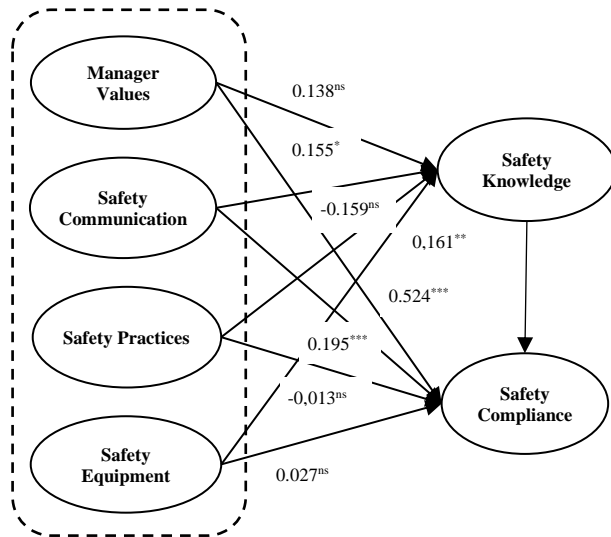 Manager
Values
0.138ns
0.155*
Safety
Knowledge
Safety
Communication
-0.159ns
0,161**
0.524***
Safety Practices
0.195***
-0,013ns
Safety
Compliance
Safety
Equipment
0.027ns